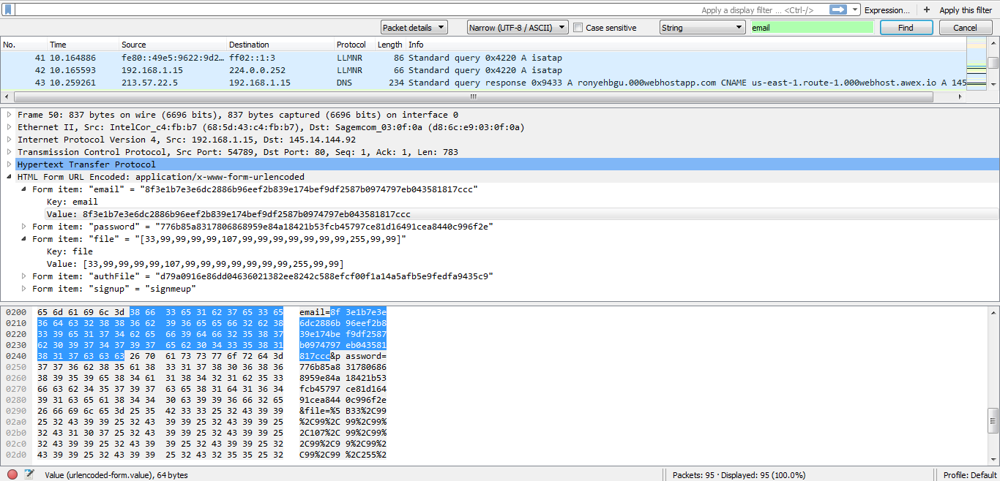 Apply a display filter ... <Ctrl-/> Expression... + Apply this filter
Packet details Narrow (UTF-8 / ASCII) Case sensitive String email Find Cancel
No. Time Source Destination Protocol Length Info
41 10.164886 fe80::49e5:9622:9d2… ff02::1:3 LLMNR 86 Standard query 0x4220 A isatap
42 10.165593 192.168.1.15 224.0.0.252 LLMNR 66 Standard query 0x4220 A isatap
43 10.259261 213.57.22.5 192.168.1.15 DNS 234 Standard query response 0x9433 A ronyehbgu.000webhostapp.com CNAME us-east-1.route-1.000webhost.awex.io A 145
Frame 50: 837 bytes on wire (6696 bits), 837 bytes captured (6696 bits) on interface 0
Ethernet II, Src: IntelCor_c4:fb:b7 (68:5d:43:c4:fb:b7), Dst: Sagemcom_03:0f:0a (d8:6c:e9:03:0f:0a)
Internet Protocol Version 4, Src: 192.168.1.15, Dst: 145.14.144.92
Transmission Control Protocol, Src Port: 54789, Dst Port: 80, Seq: 1, Ack: 1, Len: 783
Hypertext Transfer Protocol
HTML Form URL Encoded: application/x-www-form-urlencoded
Form item: "email" = "8f3e1b7e3e6dc2886b96eef2b839e174bef9df2587b0974797eb043581817ccc"
Key: email
Value: 8f3e1b7e3e6dc2886b96eef2b839e174bef9df2587b0974797eb043581817ccc
Form item: "password" = "776b85a8317806868959e84a18421b53fcb45797ce81d16491cea8440c996f2e"
Form item: "file" = "[33,99,99,99,99,107,99,99,99,99,99,99,99,255,99,99]"
Key: file
Value: [33,99,99,99,99,107,99,99,99,99,99,99,99,255,99,99]
Form item: "authFile" = "d79a0916e86dd04636021382ee8242c588efcf00f1a14a5afb5e9fedfa9435c9"
Form item: "signup" = "signmeup"
0200 65 6d 61 69 6c 3d 38 66 33 65 31 62 37 65 33 65 email=8f 3e1b7e3e
0210 36 64 63 32 38 38 36 62 39 36 65 65 66 32 62 38 6dc2886b 96eef2b8
0220 33 39 65 31 37 34 62 65 66 39 64 66 32 35 38 37 39e174be f9df2587
0230 62 30 39 37 34 37 39 37 65 62 30 34 33 35 38 31 b0974797 eb043581
0240 38 31 37 63 63 63 26 70 61 73 73 77 6f 72 64 3d 817ccc&p assword=
0250 37 37 36 62 38 35 61 38 33 31 37 38 30 36 38 36 776b85a8 31780686
0260 38 39 35 39 65 38 34 61 31 38 34 32 31 62 35 33 8959e84a 18421b53
0270 66 63 62 34 35 37 39 37 63 65 38 31 64 31 36 34 fcb45797 ce81d164
0280 39 31 63 65 61 38 34 34 30 63 39 39 36 66 32 65 91cea844 0c996f2e
0290 26 66 69 6c 65 3d 25 35 42 33 33 25 32 43 39 39 &file=%5 B33%2C99
02a0 25 32 43 39 39 25 32 43 39 39 25 32 43 39 39 25 %2C99%2C 99%2C99%
02b0 32 43 31 30 37 25 32 43 39 39 25 32 43 39 39 25 2C107%2C 99%2C99%
02c0 32 43 39 39 25 32 43 39 39 25 32 43 39 39 25 32 2C99%2C9 9%2C99%2
02d0 43 39 39 25 32 43 39 39 25 32 43 32 35 35 25 32 C99%2C99 %2C255%2
Value (urlencoded-form.value), 64 bytes Packets: 95 · Displayed: 95 (100.0%) Profile: Default